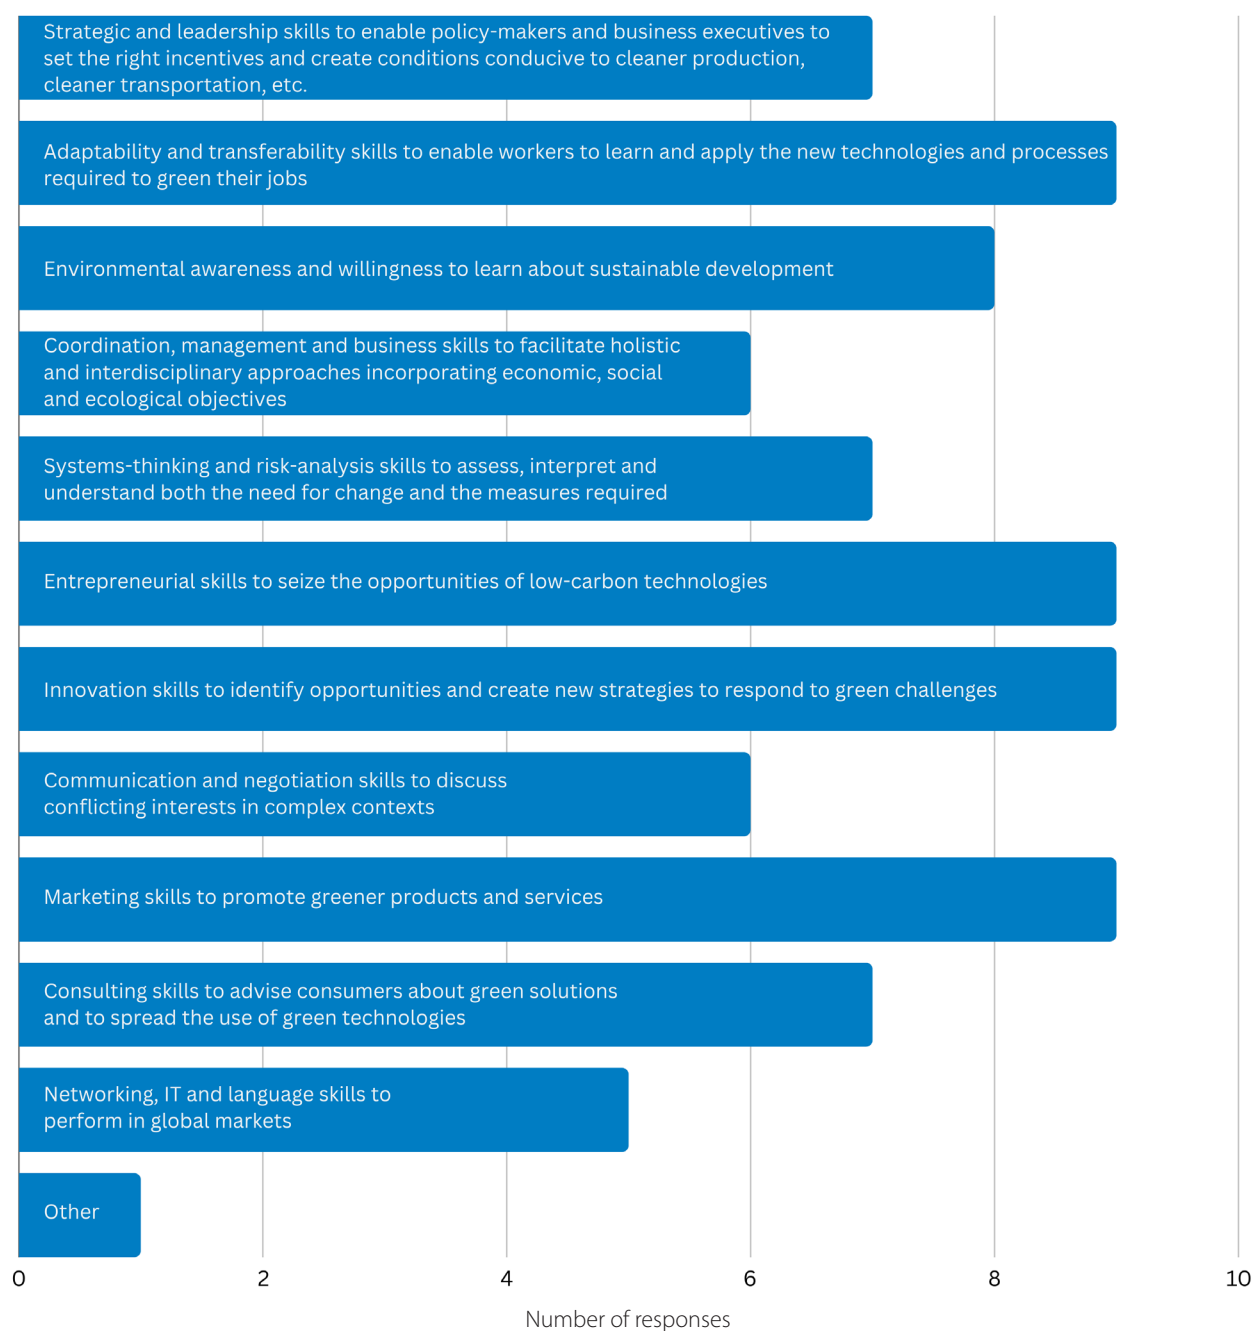 Strategic and leadership skills to enable policy-makers and business executives to
set the right incentives and create conditions conducive to cleaner production,
cleaner transportation, etc.
Adaptability and transferability skills to enable workers to learn and apply the new technologies and processes
required to green their jobs
Environmental awareness and willingness to learn about sustainable development
Coordination, management and business skills to facilitate holistic
and interdisciplinary approaches incorporating economic, social
and ecological objectives
Systems-thinking and risk-analysis skills to assess, interpret and
understand both the need for change and the measures required
Entrepreneurial skills to seize the opportunities of low-carbon technologies
Innovation skills to identify opportunities and create new strategies to respond to green challenges
Communication and negotiation skills to discuss
conflicting interests in complex contexts
Marketing skills to promote greener products and services
Consulting skills to advise consumers about green solutions
and to spread the use of green technologies
Networking, IT and language skills to
perform in global markets
Other
0 2 4 6 8 10
Number of responses